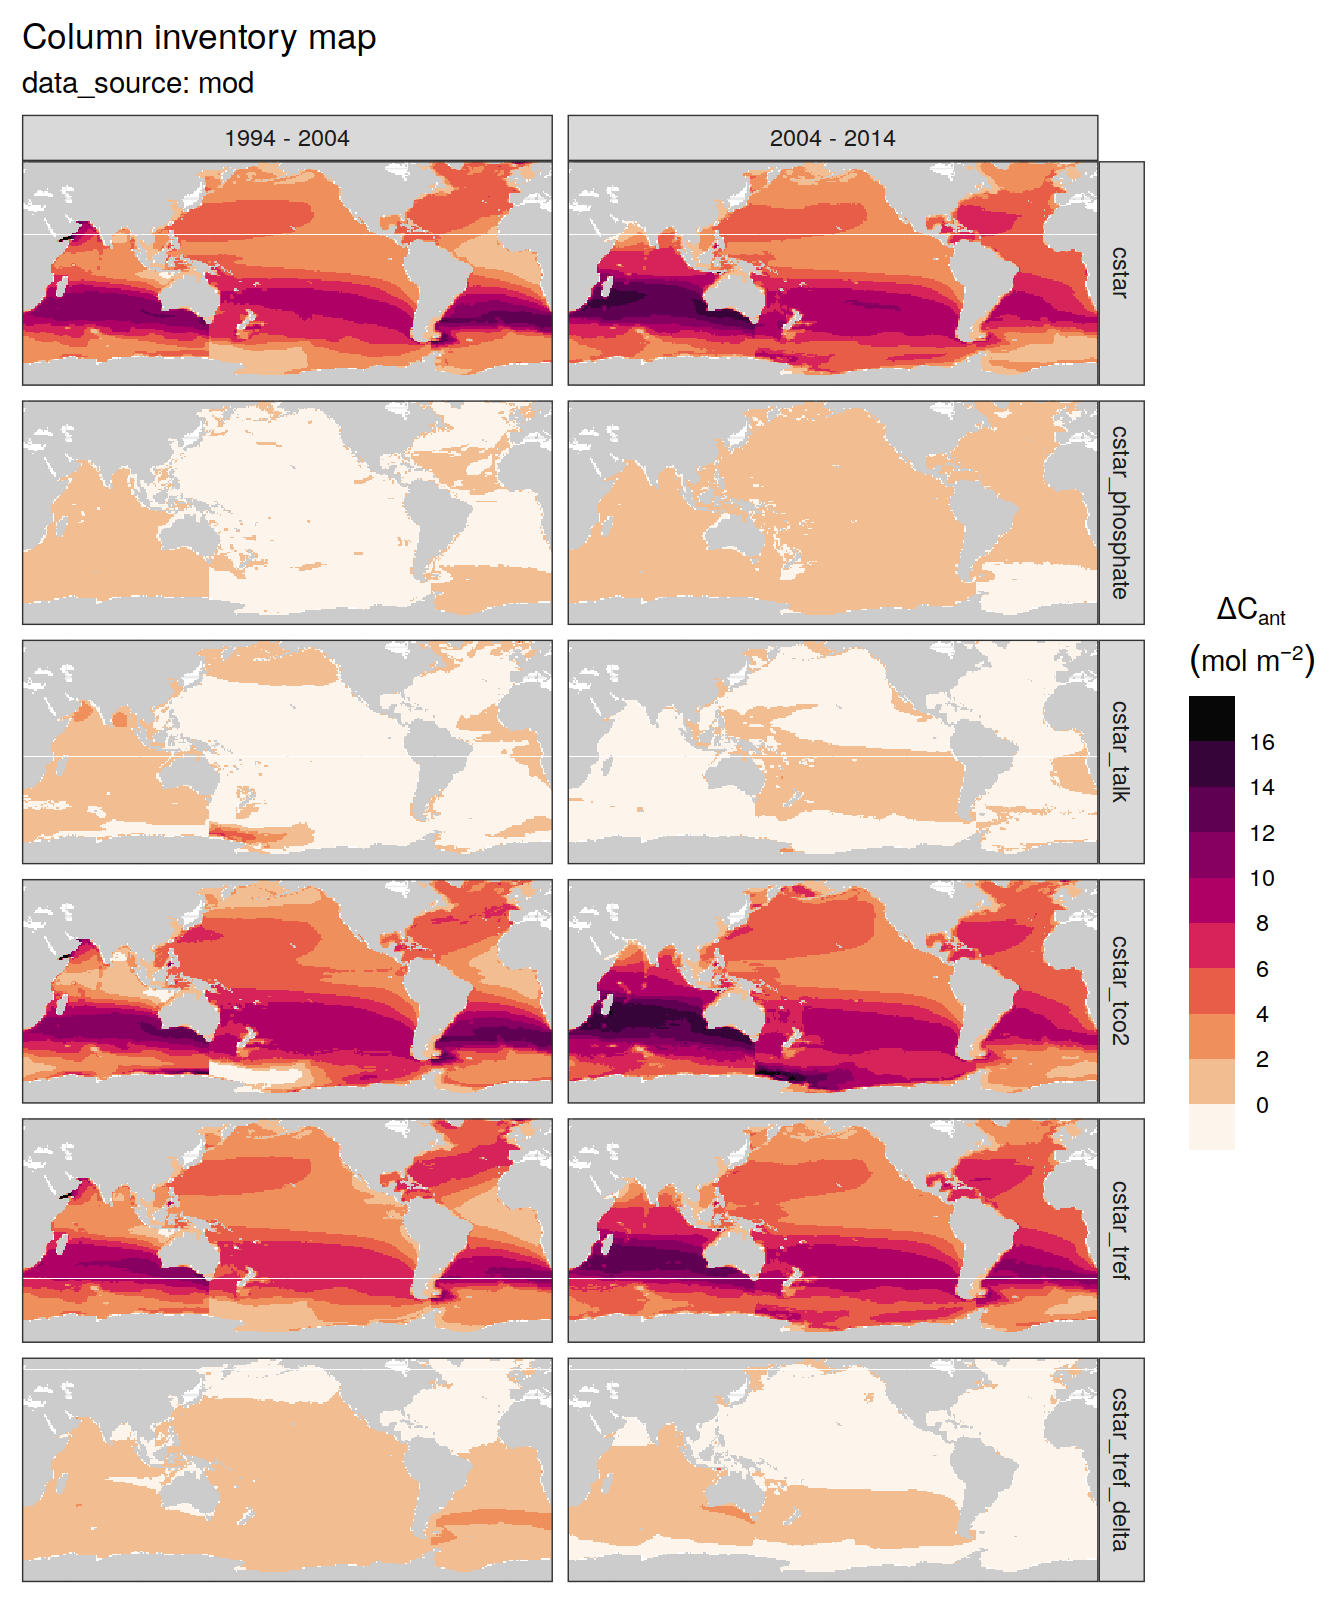 Column inventory map
data_source: mod
1994 - 2004
2004 - 2014
cstar
cstar_phosphate
cstar_talk
cstar_tco2
cstar_tref
cstar_tref_delta
ΔCant
(mol m−2)
16
14
12
10
8
6
4
2
0